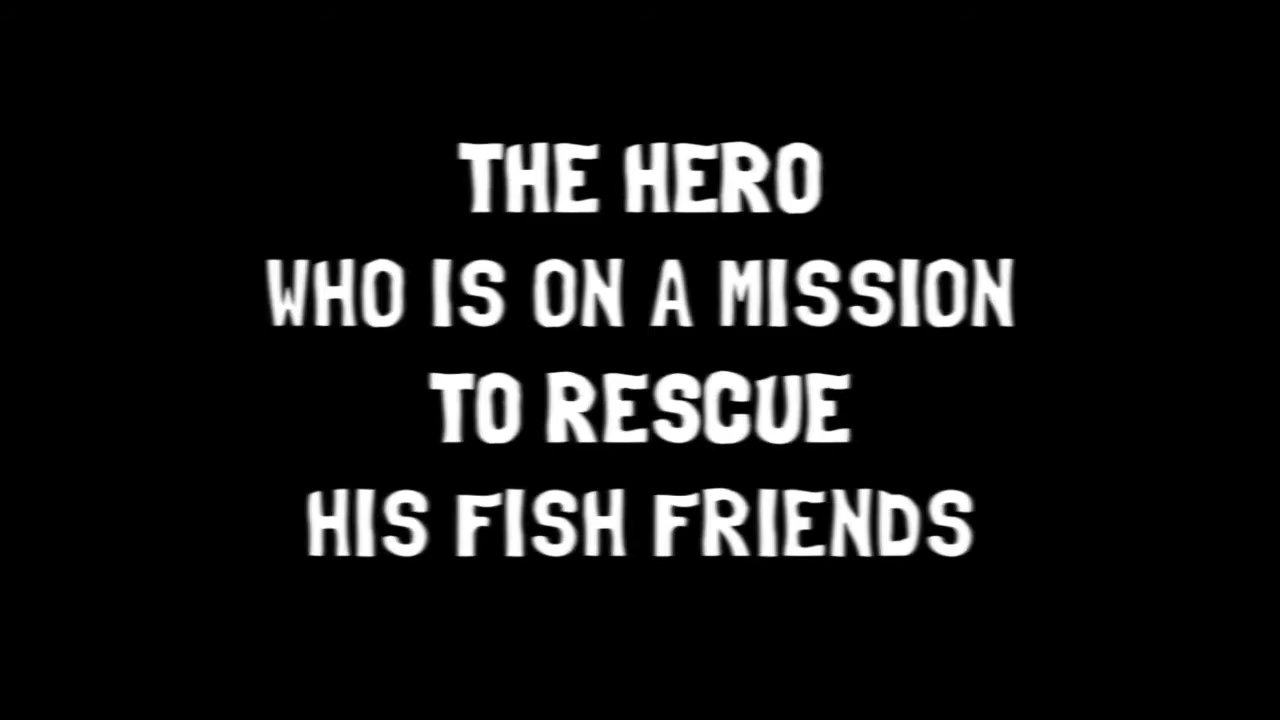 THE HERO
WHO IS ON A MISSION
TO RESCUE
HIS FISH FRIENDS